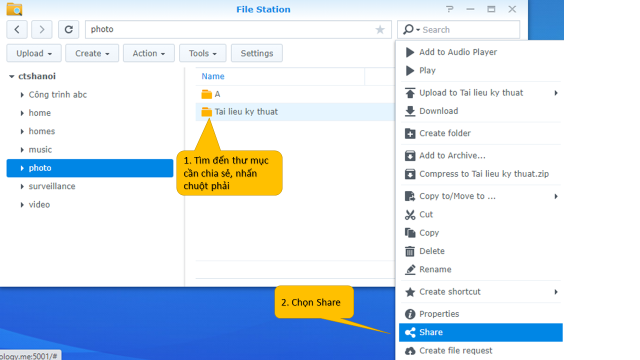 File Station
photo
Search
Upload
Create
Action
Tools
Settings
ctshanoi
Công trình abc
home
homes
music
photo
surveillance
video
Name
A
Tai lieu ky thuat
1. Tìm đến thư mục
cần chia sẻ, nhấn
chuột phải
2. Chọn Share
Add to Audio Player
Play
Upload to Tai lieu ky thuat
Download
Create folder
Add to Archive...
Compress to Tai lieu ky thuat.zip
Copy to/Move to ...
Cut
Copy
Delete
Rename
Create shortcut
Properties
Share
Create file request
ology.me:5001/#